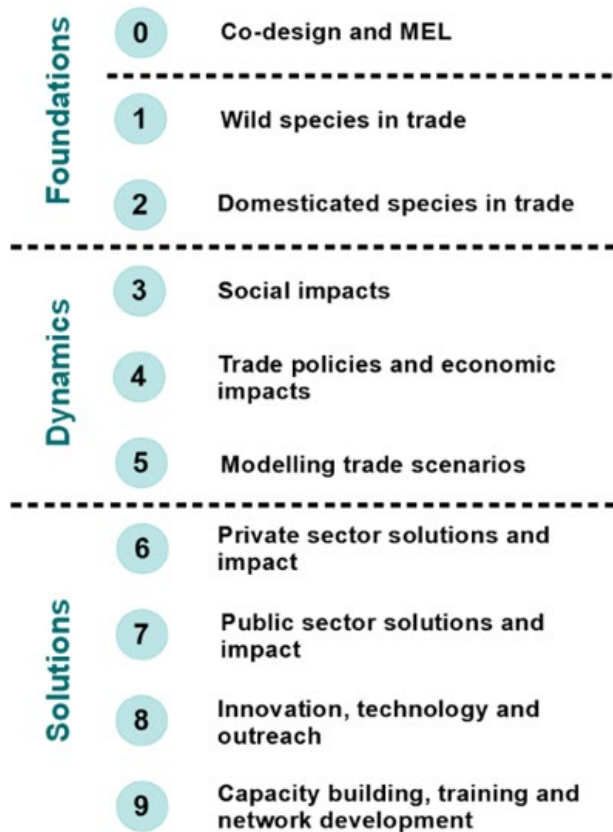 Foundations
0
Co-design and MEL
1
Wild species in trade
2
Domesticated species in trade
Dynamics
3
Social impacts
4
Trade policies and economic
impacts
5
Modelling trade scenarios
Solutions
6
Private sector solutions and
impact
7
Public sector solutions and
impact
8
Innovation, technology and
outreach
9
Capacity building, training and
network development